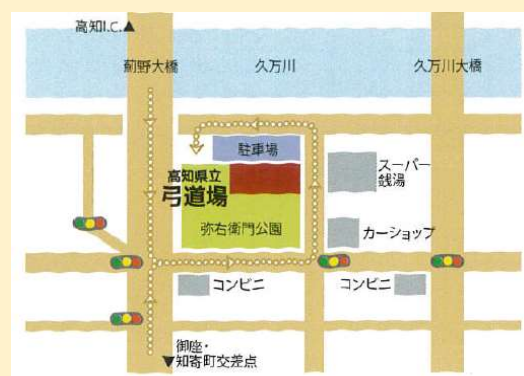 高知I.C.▲
薊野大橋
久万川
久万川大橋
駐車場
高知県立
弓道場
スーパー
銭湯
弥右衛門公園
カーショップ
コンビニ
コンビニ
御座・
▼知寄町交差点